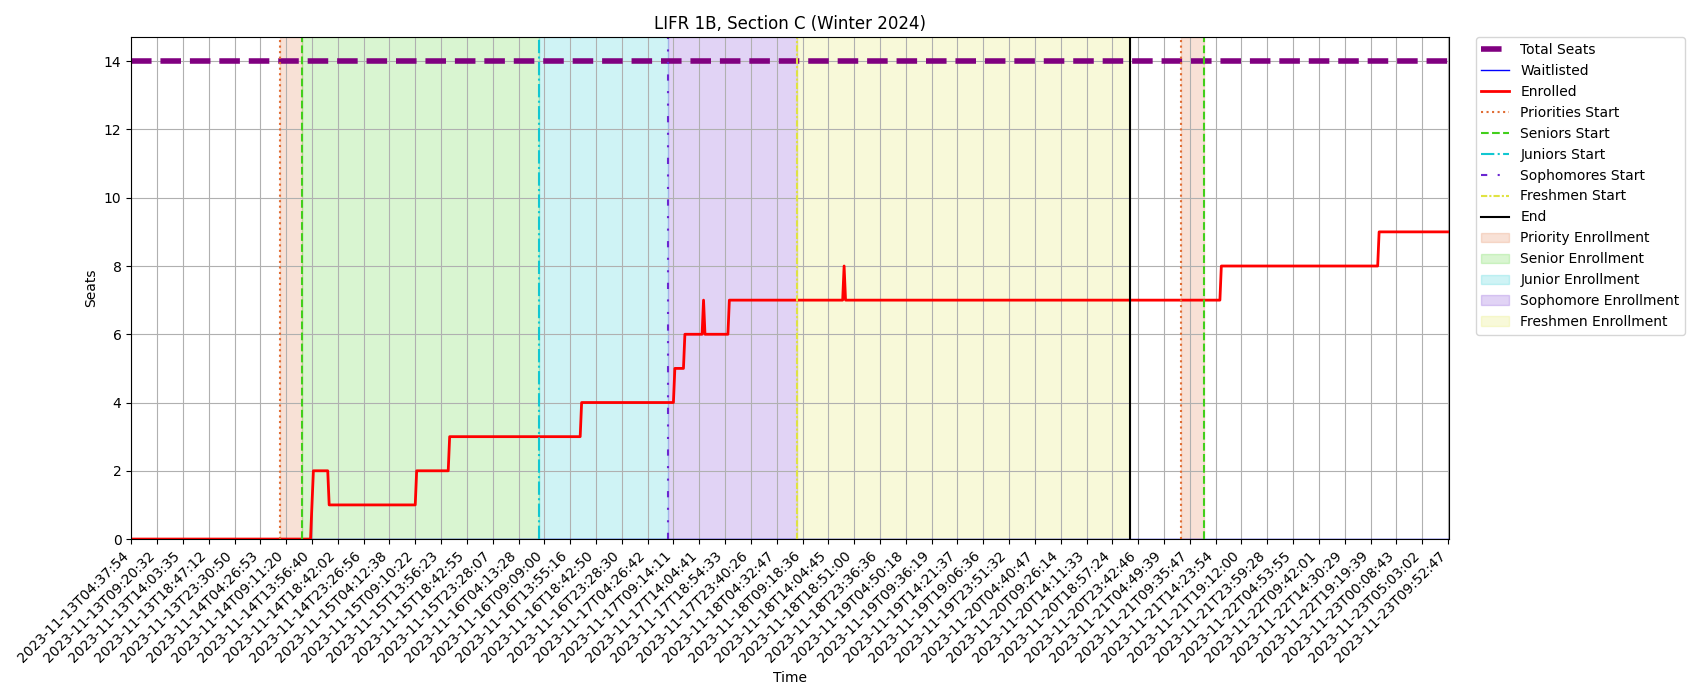 LIFR 1B, Section C (Winter 2024)
14
12
10
8
6
4
2
0
Seats
2023-11-13T04:37:54
2023-11-13T09:20:32
2023-11-13T14:03:35
2023-11-13T18:47:12
2023-11-13T23:30:50
2023-11-14T04:26:53
2023-11-14T09:11:20
2023-11-14T13:56:40
2023-11-14T18:42:02
2023-11-14T23:26:56
2023-11-15T04:12:38
2023-11-15T09:10:22
2023-11-15T13:56:23
2023-11-15T18:42:55
2023-11-15T23:28:07
2023-11-16T04:13:28
2023-11-16T09:09:00
2023-11-16T13:55:16
2023-11-16T18:42:50
2023-11-16T23:28:30
2023-11-17T04:26:42
2023-11-17T09:14:11
2023-11-17T14:04:41
2023-11-17T18:54:33
2023-11-17T23:40:26
2023-11-18T04:32:47
2023-11-18T09:18:36
2023-11-18T14:04:45
2023-11-18T18:51:00
2023-11-18T23:36:36
2023-11-19T04:50:18
2023-11-19T09:36:19
2023-11-19T14:21:37
2023-11-19T19:06:36
2023-11-19T23:51:32
2023-11-20T04:40:47
2023-11-20T09:26:14
2023-11-20T14:11:33
2023-11-20T18:57:24
2023-11-20T23:42:46
2023-11-21T04:49:39
2023-11-21T09:35:47
2023-11-21T14:23:54
2023-11-21T19:12:00
2023-11-21T23:59:28
2023-11-22T04:53:55
2023-11-22T09:42:01
2023-11-22T14:30:29
2023-11-22T19:19:39
2023-11-23T00:08:43
2023-11-23T05:03:02
2023-11-23T09:52:47
Time
Total Seats
Waitlisted
Enrolled
Priorities Start
Seniors Start
Juniors Start
Sophomores Start
Freshmen Start
End
Priority Enrollment
Senior Enrollment
Junior Enrollment
Sophomore Enrollment
Freshmen Enrollment